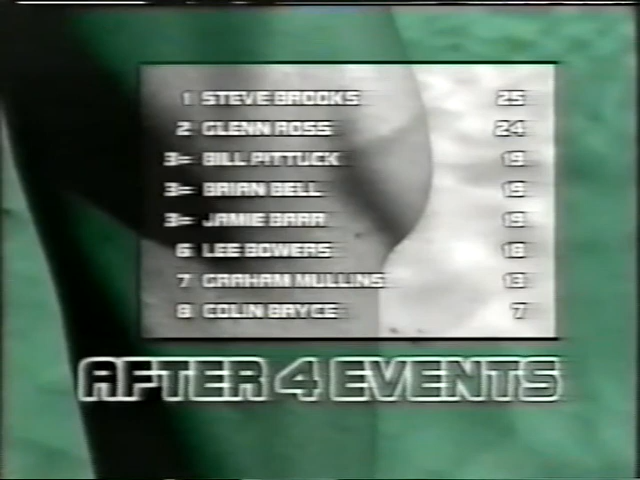 1 STEVE BROOKS 25
2 GLENN ROSS 24
3= BILL PITTUCK 19
3= BRIAN BELL 19
3= JAMIE BARR 19
6 LEE BOWERS 18
7 GRAHAM MULLINS 13
8 COLIN BRYCE 7
AFTER 4 EVENTS